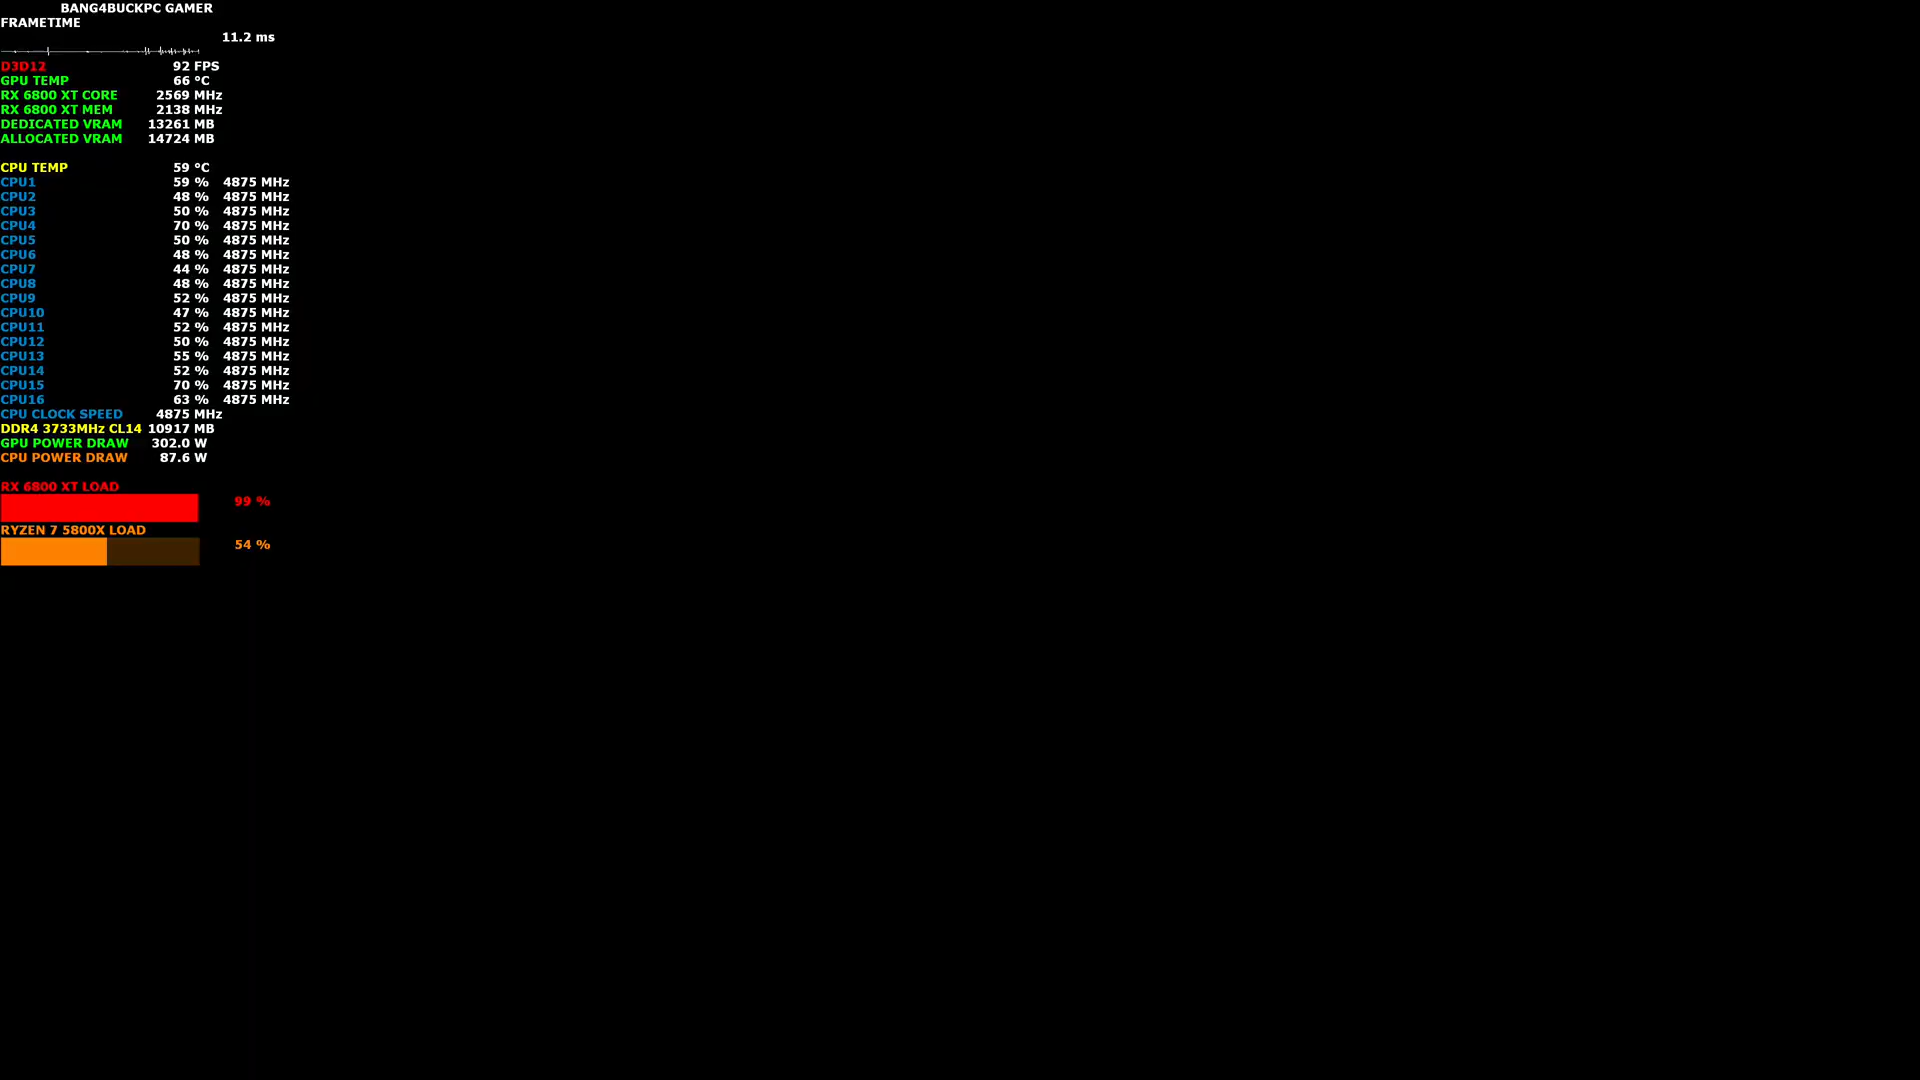 BANG4BUCKPC GAMER
FRAMETIME
11.2 ms
D3D12 92 FPS
GPU TEMP 66 °C
RX 6800 XT CORE 2569 MHz
RX 6800 XT MEM 2138 MHz
DEDICATED VRAM 13261 MB
ALLOCATED VRAM 14724 MB
CPU TEMP 59 °C
CPU1 59 % 4875 MHz
CPU2 48 % 4875 MHz
CPU3 50 % 4875 MHz
CPU4 70 % 4875 MHz
CPU5 50 % 4875 MHz
CPU6 48 % 4875 MHz
CPU7 44 % 4875 MHz
CPU8 48 % 4875 MHz
CPU9 52 % 4875 MHz
CPU10 47 % 4875 MHz
CPU11 52 % 4875 MHz
CPU12 50 % 4875 MHz
CPU13 55 % 4875 MHz
CPU14 52 % 4875 MHz
CPU15 70 % 4875 MHz
CPU16 63 % 4875 MHz
CPU CLOCK SPEED 4875 MHz
DDR4 3733MHz CL14 10917 MB
GPU POWER DRAW 302.0 W
CPU POWER DRAW 87.6 W
RX 6800 XT LOAD
99 %
RYZEN 7 5800X LOAD
54 %